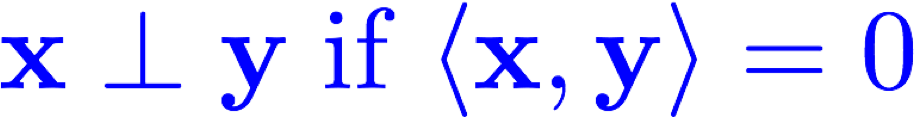 x ⊥ y if ⟨x, y⟩ = 0